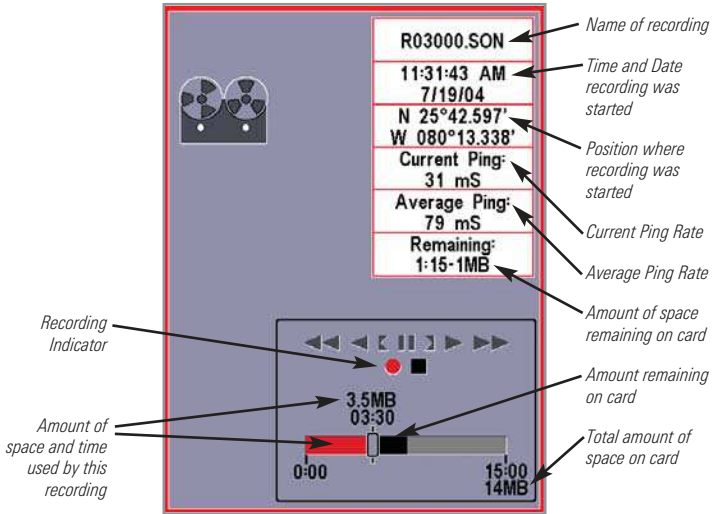 R03000.SON
11:31:43 AM
7/19/04
N 25°42.597'
W 080°13.338'
Current Ping:
31 mS
Average Ping:
79 mS
Remaining:
1:15-1MB
Name of recording
Time and Date
recording was
started
Position where
recording was
started
Current Ping Rate
Average Ping Rate
Amount of space
remaining on card
Amount remaining
on card
Total amount of
space on card
Recording
Indicator
Amount of
space and time
used by this
recording
3.5MB
03:30
0:00
15:00
14MB